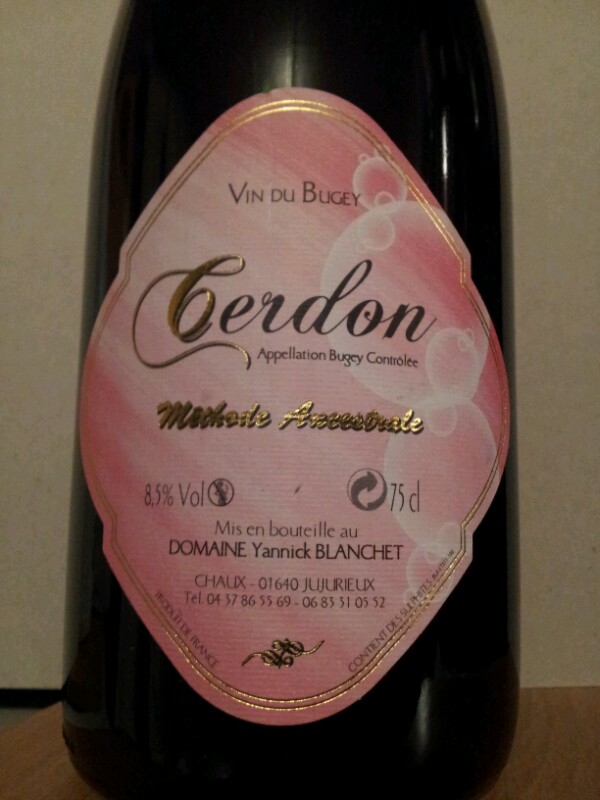 VIN DU BUGEY
Cerdon
Appellation Bugey Contrôlée
Méthode Ancestrale
8,5% Vol
75 cl
Mis en bouteille au
DOMAINE Yannick BLANCHET
CHAUX - 01640 JUJURIEUX
Tél. 04 37 86 55 69 - 06 83 31 05 52
PRODUIT DE FRANCE
CONTIENT DES SULPHITES